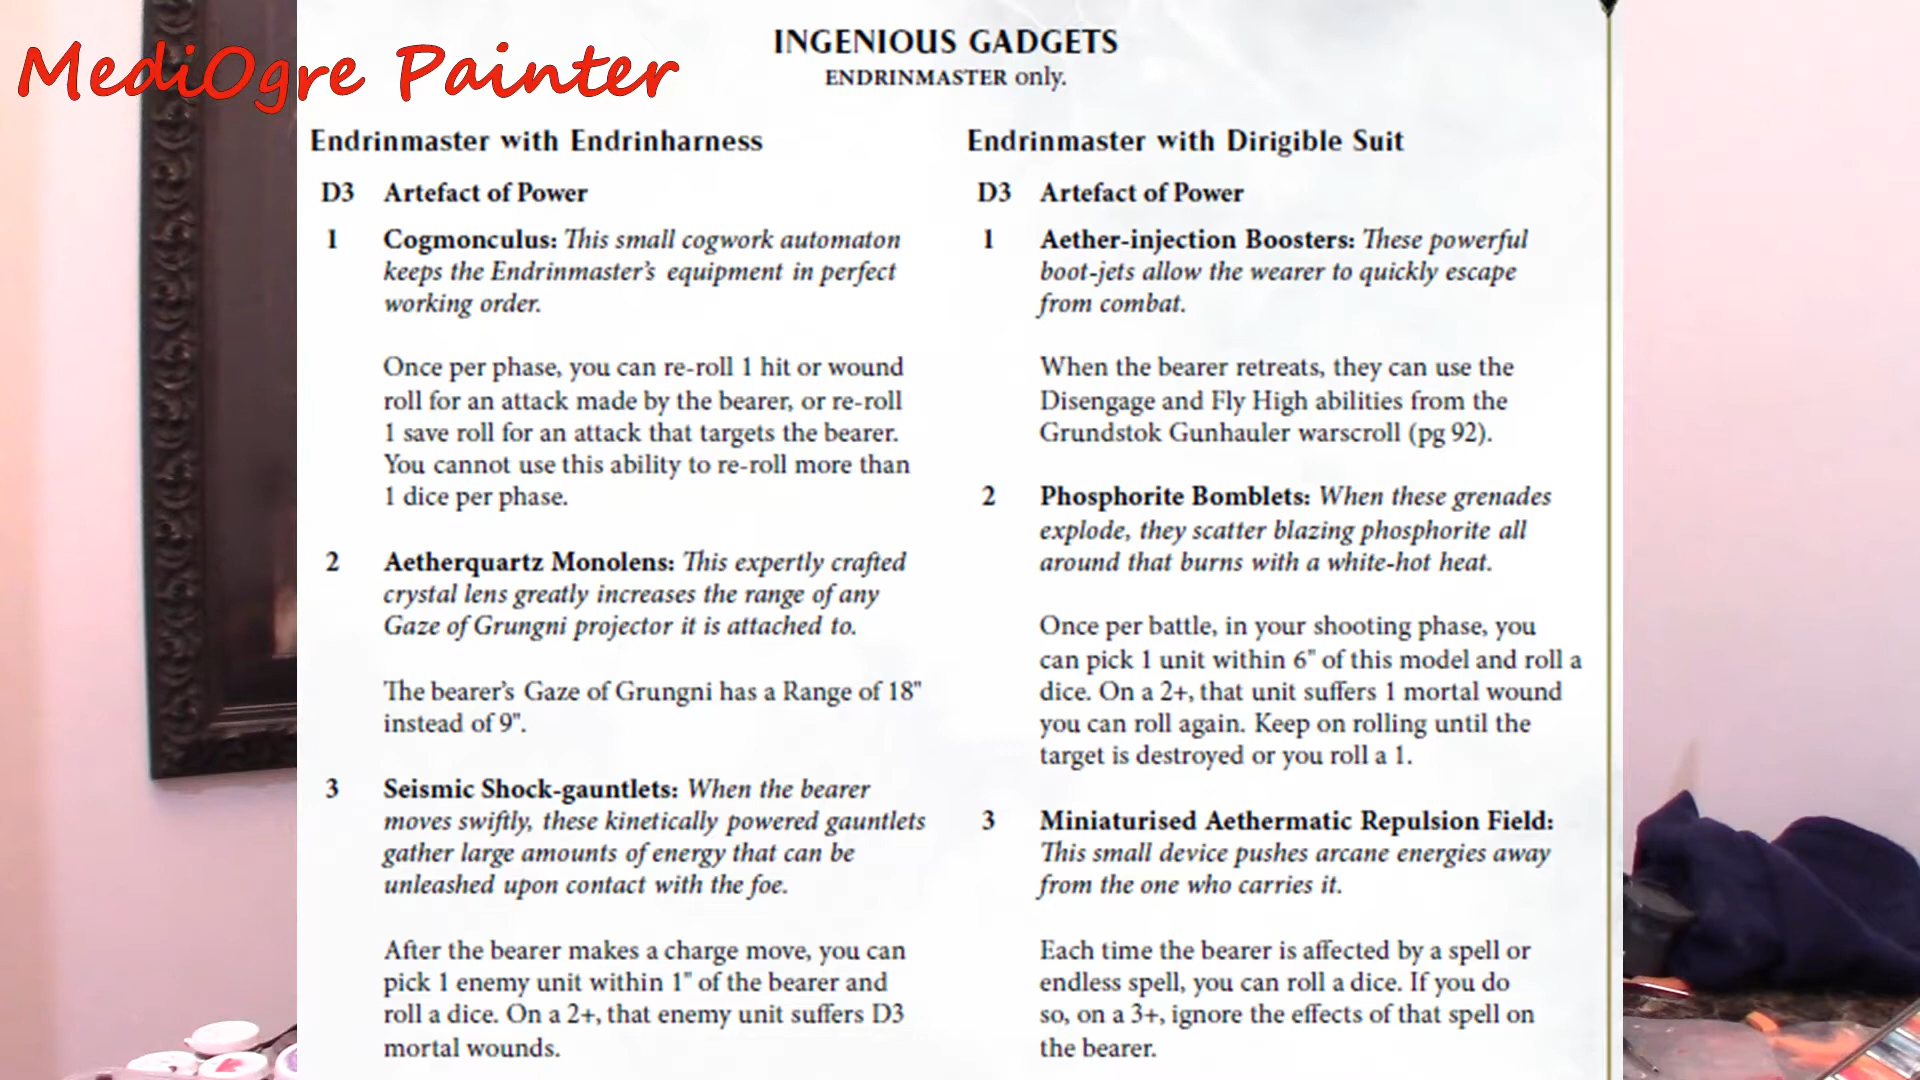 MediOgre Painter
INGENIOUS GADGETS
ENDRINMASTER only.
Endrinmaster with Endrinharness
D3 Artefact of Power
1 Cogmonculus: This small cogwork automaton
keeps the Endrinmaster's equipment in perfect
working order.
Once per phase, you can re-roll 1 hit or wound
roll for an attack made by the bearer, or re-roll
1 save roll for an attack that targets the bearer.
You cannot use this ability to re-roll more than
1 dice per phase.
2 Aetherquartz Monolens: This expertly crafted
crystal lens greatly increases the range of any
Gaze of Grungni projector it is attached to.
The bearer's Gaze of Grungni has a Range of 18"
instead of 9".
3 Seismic Shock-gauntlets: When the bearer
moves swiftly, these kinetically powered gauntlets
gather large amounts of energy that can be
unleashed upon contact with the foe.
After the bearer makes a charge move, you can
pick 1 enemy unit within 1" of the bearer and
roll a dice. On a 2+, that enemy unit suffers D3
mortal wounds.
Endrinmaster with Dirigible Suit
D3 Artefact of Power
1 Aether-injection Boosters: These powerful
boot-jets allow the wearer to quickly escape
from combat.
When the bearer retreats, they can use the
Disengage and Fly High abilities from the
Grundstok Gunhauler warscroll (pg 92).
2 Phosphorite Bomblets: When these grenades
explode, they scatter blazing phosphorite all
around that burns with a white-hot heat.
Once per battle, in your shooting phase, you
can pick 1 unit within 6" of this model and roll a
dice. On a 2+, that unit suffers 1 mortal wound
you can roll again. Keep on rolling until the
target is destroyed or you roll a 1.
3 Miniaturised Aethermatic Repulsion Field:
This small device pushes arcane energies away
from the one who carries it.
Each time the bearer is affected by a spell or
endless spell, you can roll a dice. If you do
so, on a 3+, ignore the effects of that spell on
the bearer.